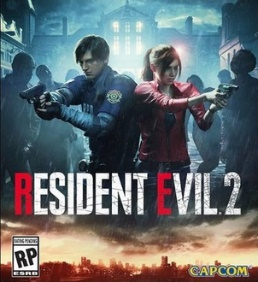 RESIDENT EVIL 2
RATING PENDING
RP
ESRB
CAPCOM